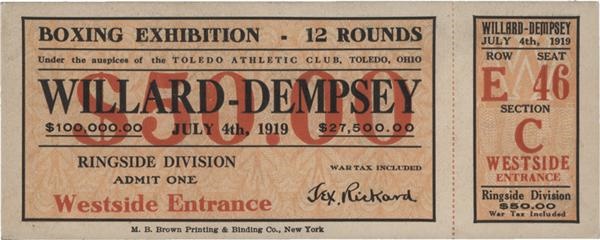 BOXING EXHIBITION - 12 ROUNDS
Under the auspices of the TOLEDO ATHLETIC CLUB, TOLEDO, OHIO
$50.00
WILLARD-DEMPSEY
$100,000.00 JULY 4th, 1919 $27,500.00
RINGSIDE DIVISION
WAR TAX INCLUDED
ADMIT ONE
Westside Entrance
Tex Rickard
M. B. Brown Printing & Binding Co., New York
WILLARD-DEMPSEY
JULY 4th, 1919
ROW SEAT
E 46
SECTION
C
WESTSIDE
ENTRANCE
Ringside Division
$50.00
War Tax Included